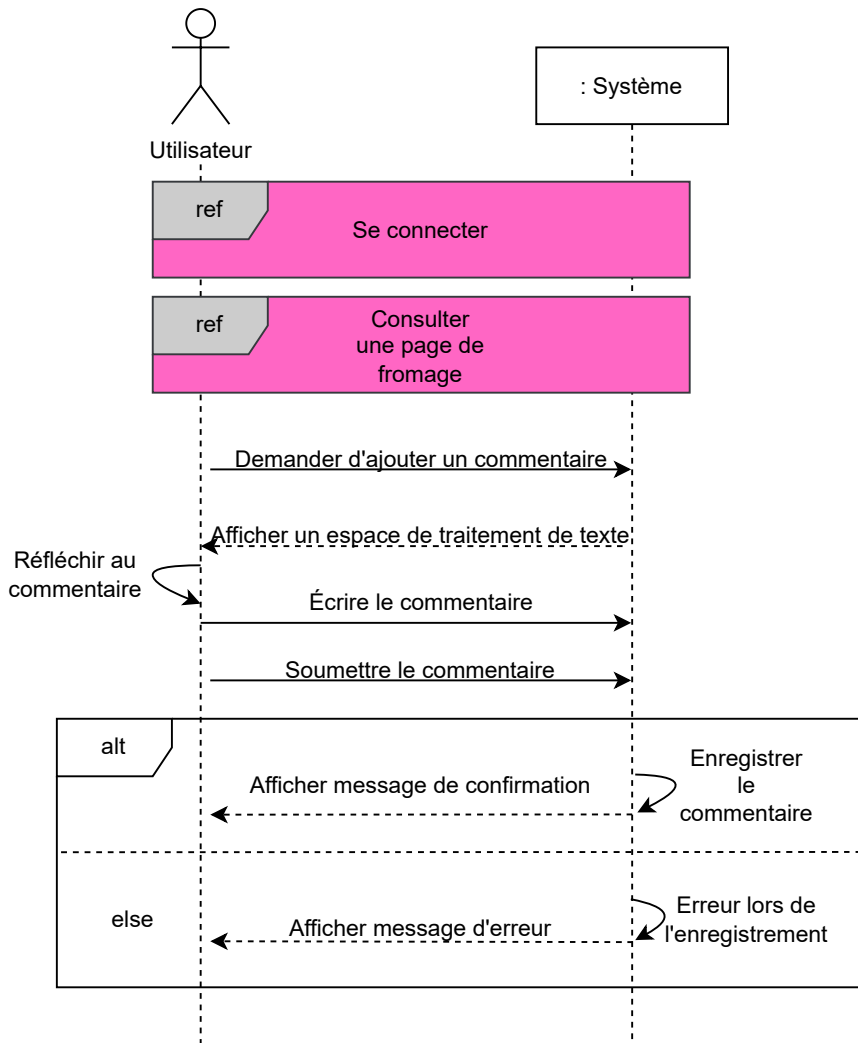 : Système
Utilisateur
ref
Se connecter
ref
Consulter
une page de
fromage
Demander d'ajouter un commentaire
Afficher un espace de traitement de texte
Réfléchir au
commentaire
Écrire le commentaire
Soumettre le commentaire
alt
Enregistrer
le
commentaire
Afficher message de confirmation
else
Erreur lors de
l'enregistrement
Afficher message d'erreur